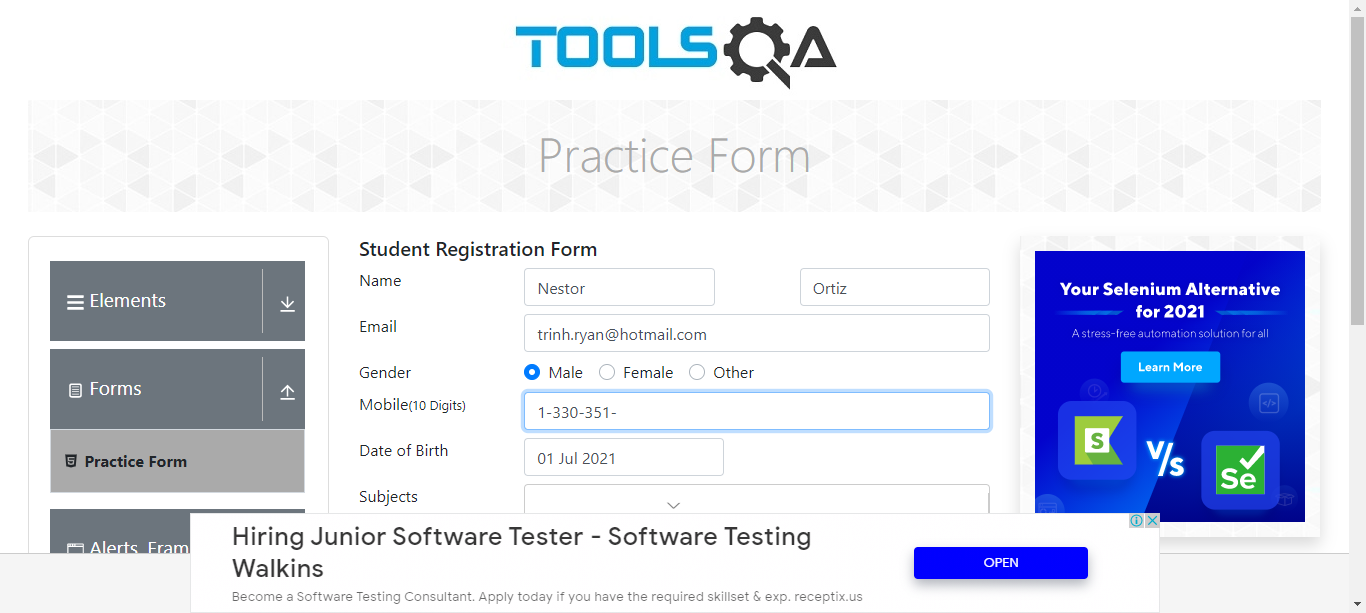 TOOLSQA
Practice Form
Elements
Forms
Practice Form
Student Registration Form
Name
Nestor
Ortiz
Email
trinh.ryan@hotmail.com
Gender
Male
Female
Other
Mobile(10 Digits)
1-330-351-
Date of Birth
01 Jul 2021
Subjects
Your Selenium Alternative
for 2021
A stress-free automation solution for all
Learn More
S
V/s
Se
Hiring Junior Software Tester - Software Testing
Walkins
Become a Software Testing Consultant. Apply today if you have the required skillset & exp. receptix.us
OPEN